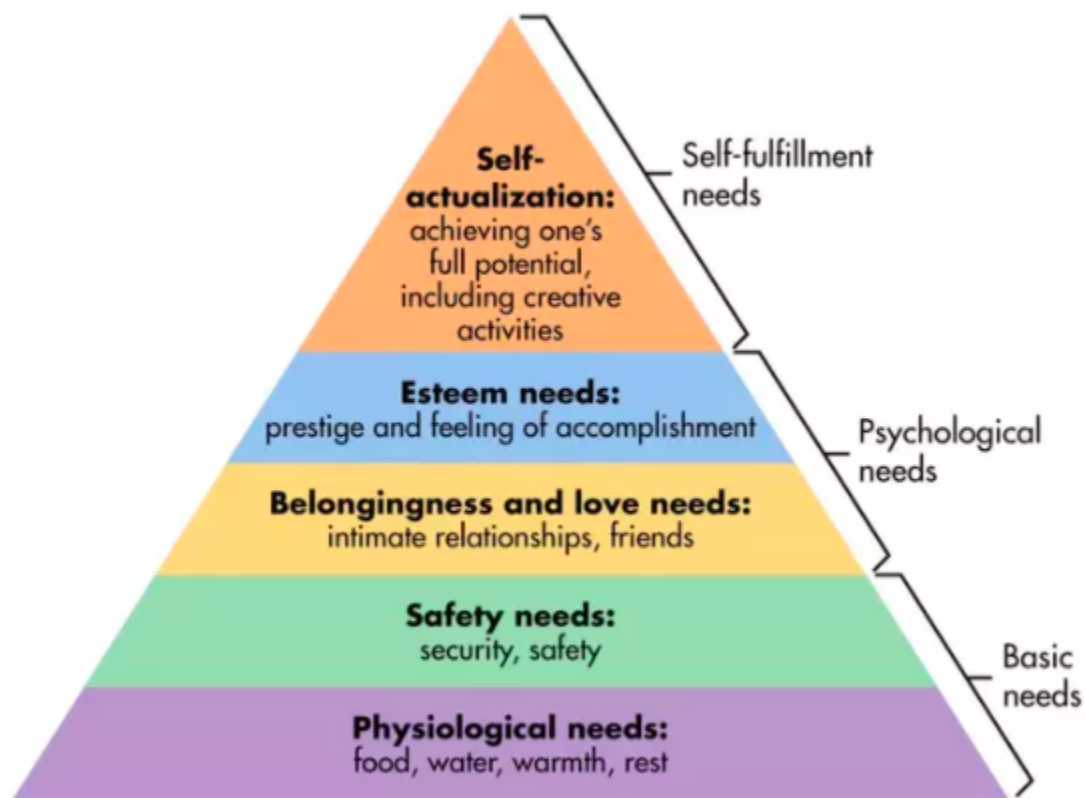 Self-
actualization:
achieving one's
full potential,
including creative
activities
Self-fulfillment
needs
Esteem needs:
prestige and feeling of accomplishment
Psychological
needs
Belongingness and love needs:
intimate relationships, friends
Safety needs:
security, safety
Basic
needs
Physiological needs:
food, water, warmth, rest